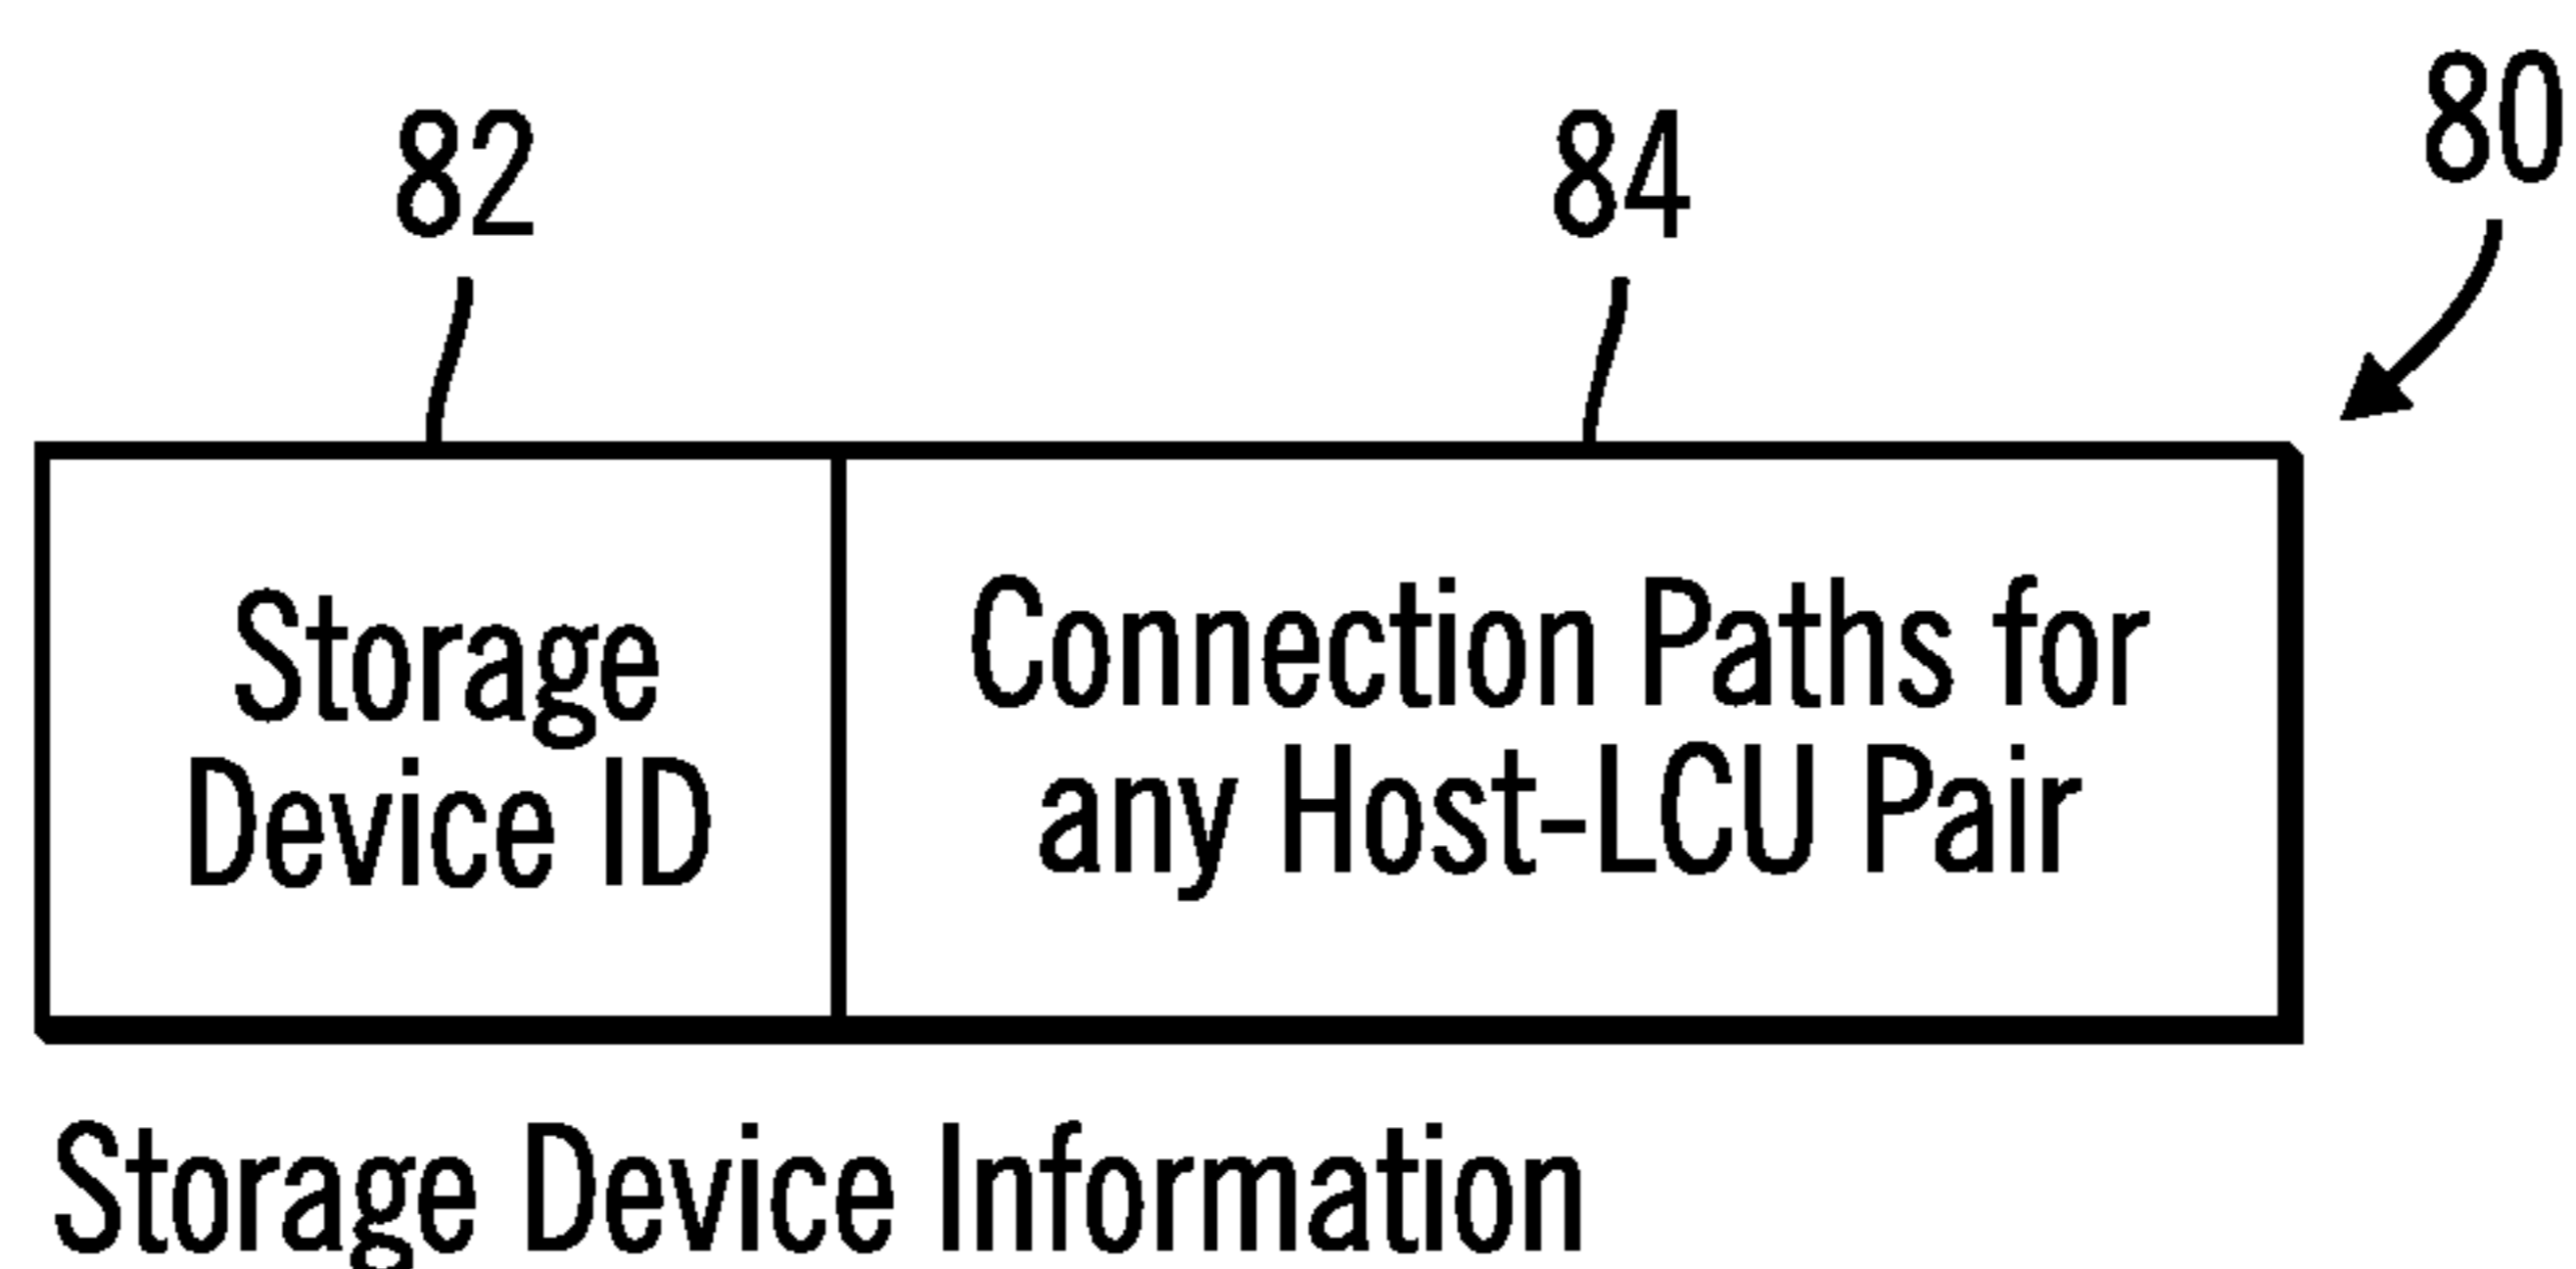 80
82
84
Storage
Device ID
Connection Paths for
any Host-LCU Pair
Storage Device Information